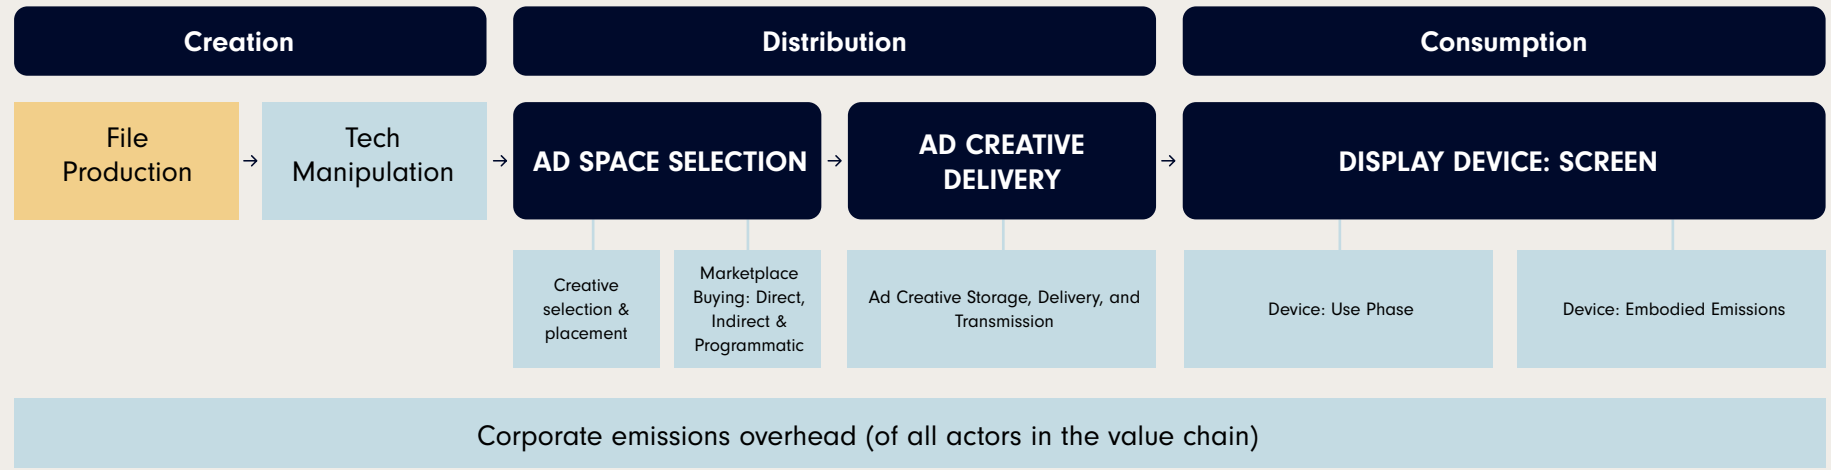 Creation
Distribution
Consumption
File
Production
Tech
Manipulation
AD SPACE SELECTION
AD CREATIVE
DELIVERY
DISPLAY DEVICE: SCREEN
Creative
selection &
placement
Marketplace
Buying: Direct,
Indirect &
Programmatic
Ad Creative Storage, Delivery, and
Transmission
Device: Use Phase
Device: Embodied Emissions
Corporate emissions overhead (of all actors in the value chain)